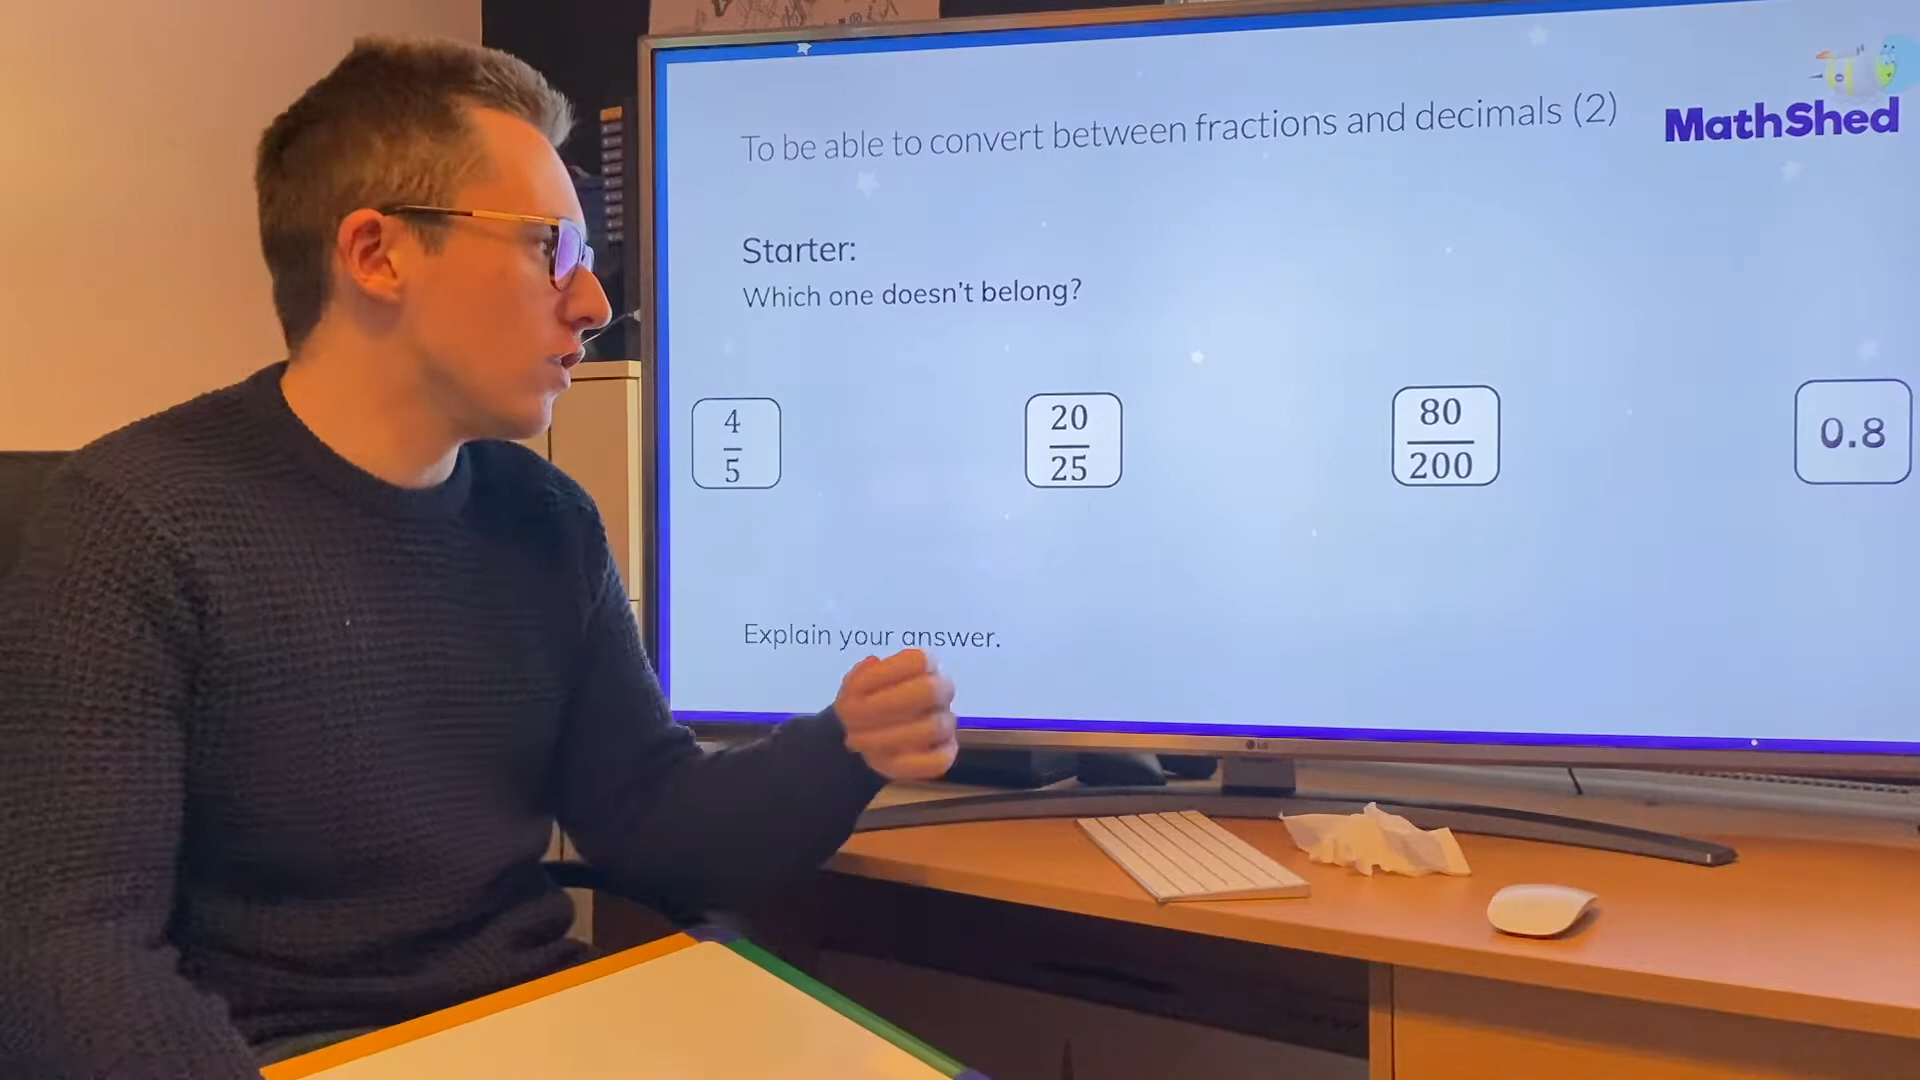 To be able to convert between fractions and decimals (2)
MathShed
Starter:
Which one doesn't belong?
4
5
20
25
80
200
0.8
Explain your answer.
LG